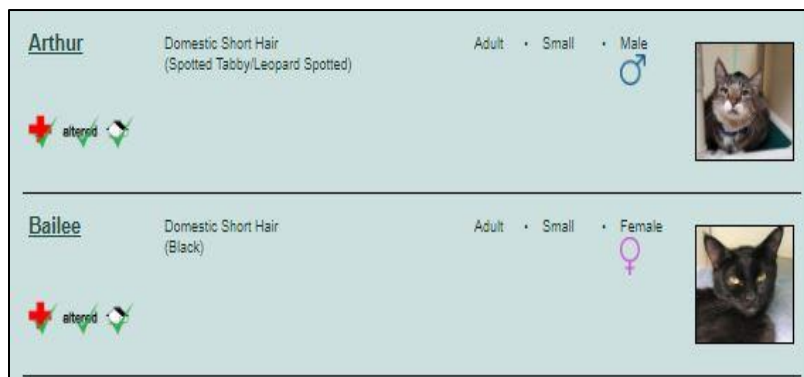 Arthur
Domestic Short Hair
(Spotted Tabby/Leopard Spotted)
Adult • Small • Male
altered
Bailee
Domestic Short Hair
(Black)
Adult • Small • Female
altered